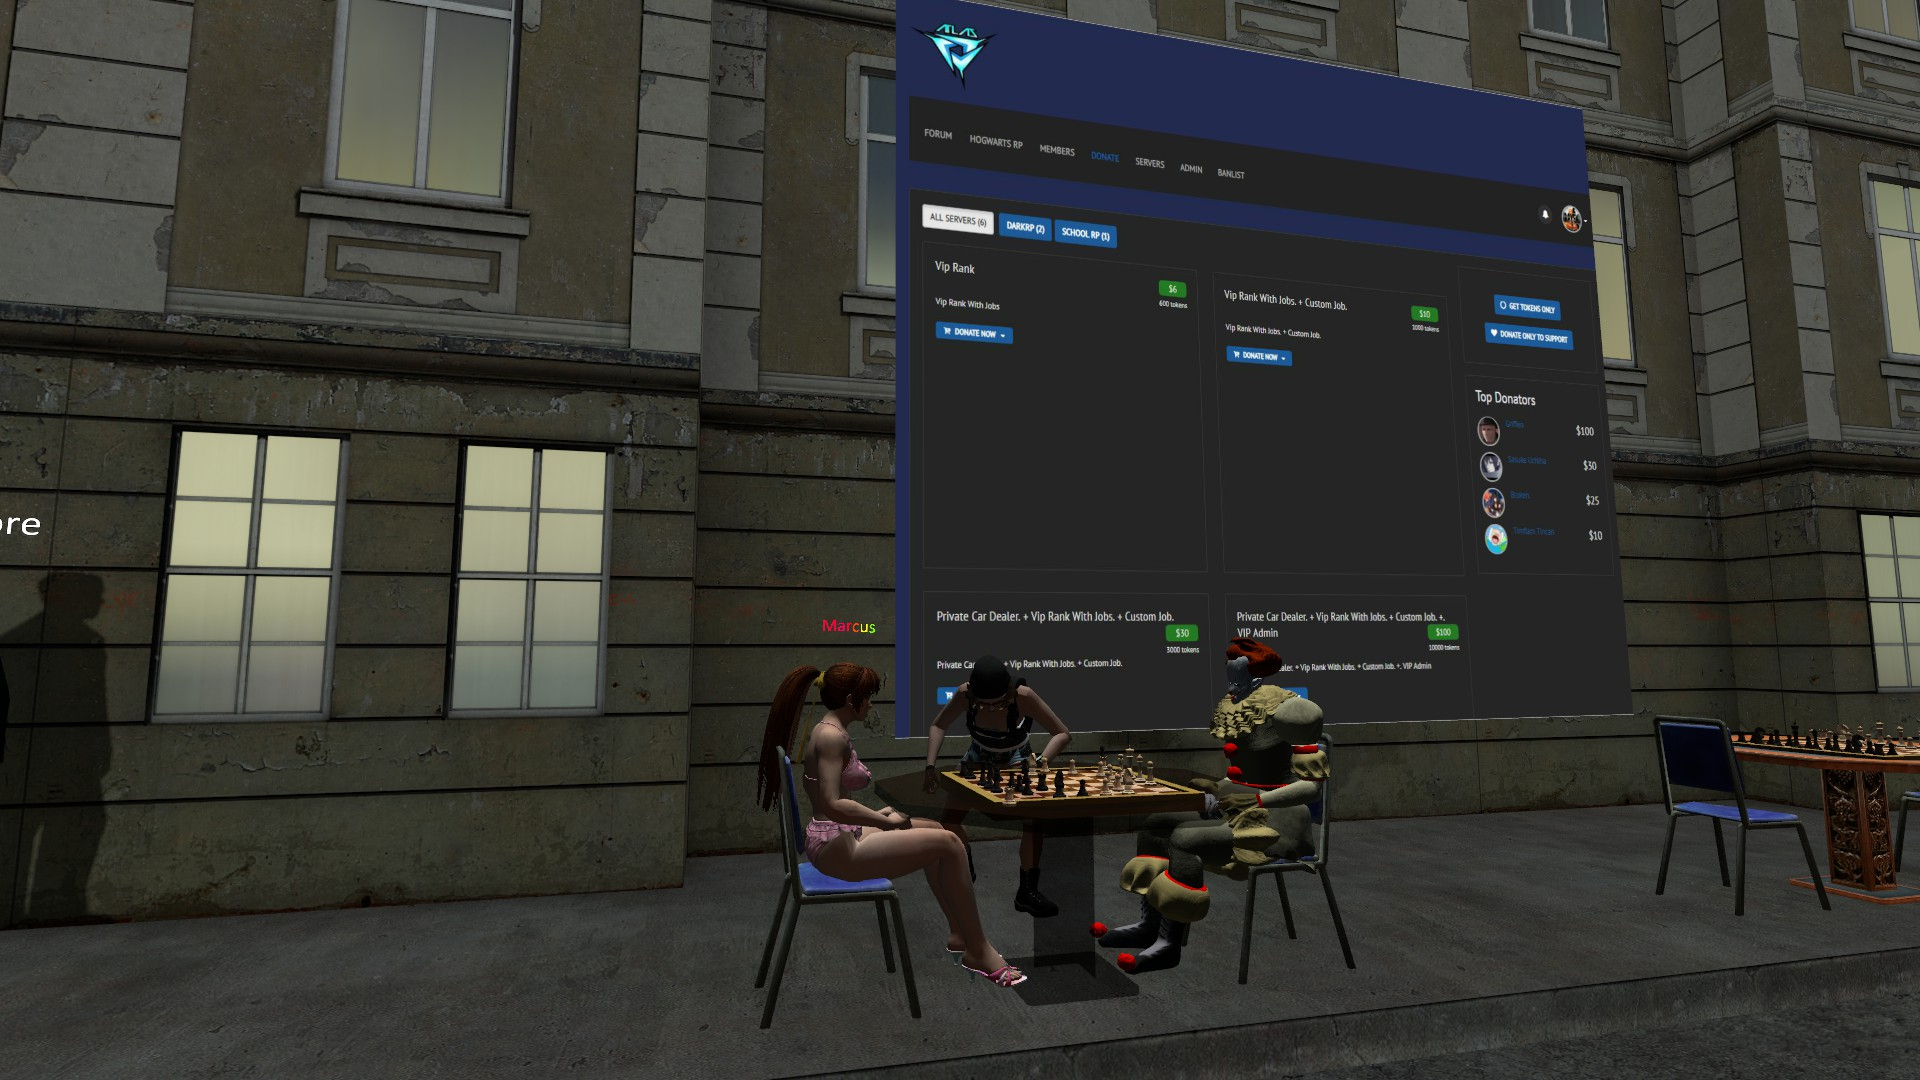 ATLAS
FORUM HOGWARTS RP MEMBERS DONATE SERVERS ADMIN BANLIST
ALL SERVERS (6) DARKRP (2) SCHOOL RP (1)
Vip Rank
$6
600 tokens
Vip Rank With Jobs
DONATE NOW
Vip Rank With Jobs. + Custom Job.
$10
1000 tokens
Vip Rank With Jobs. + Custom Job.
DONATE NOW
GET TOKENS ONLY
DONATE ONLY TO SUPPORT
Top Donators
$100
$30
Broken $25
$10
ore
Marcus
Private Car Dealer. + Vip Rank With Jobs. + Custom Job.
$30
3000 tokens
Private Ca + Vip Rank With Jobs. + Custom Job.
Private Car Dealer. + Vip Rank With Jobs. + Custom Job. +.
VIP Admin
$100
10000 tokens
aler. + Vip Rank With Jobs. + Custom Job. +. VIP Admin